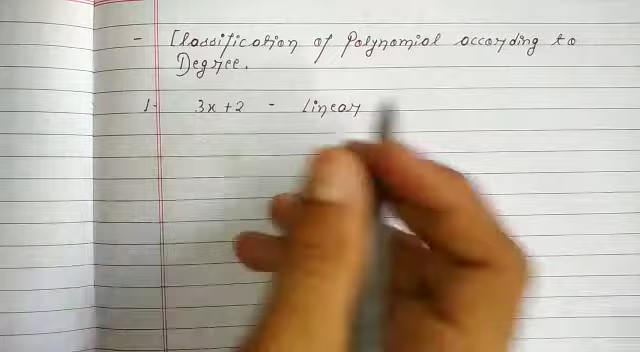 - Classification of Polynomial according to
Degree.
1- 3x+2 - linear